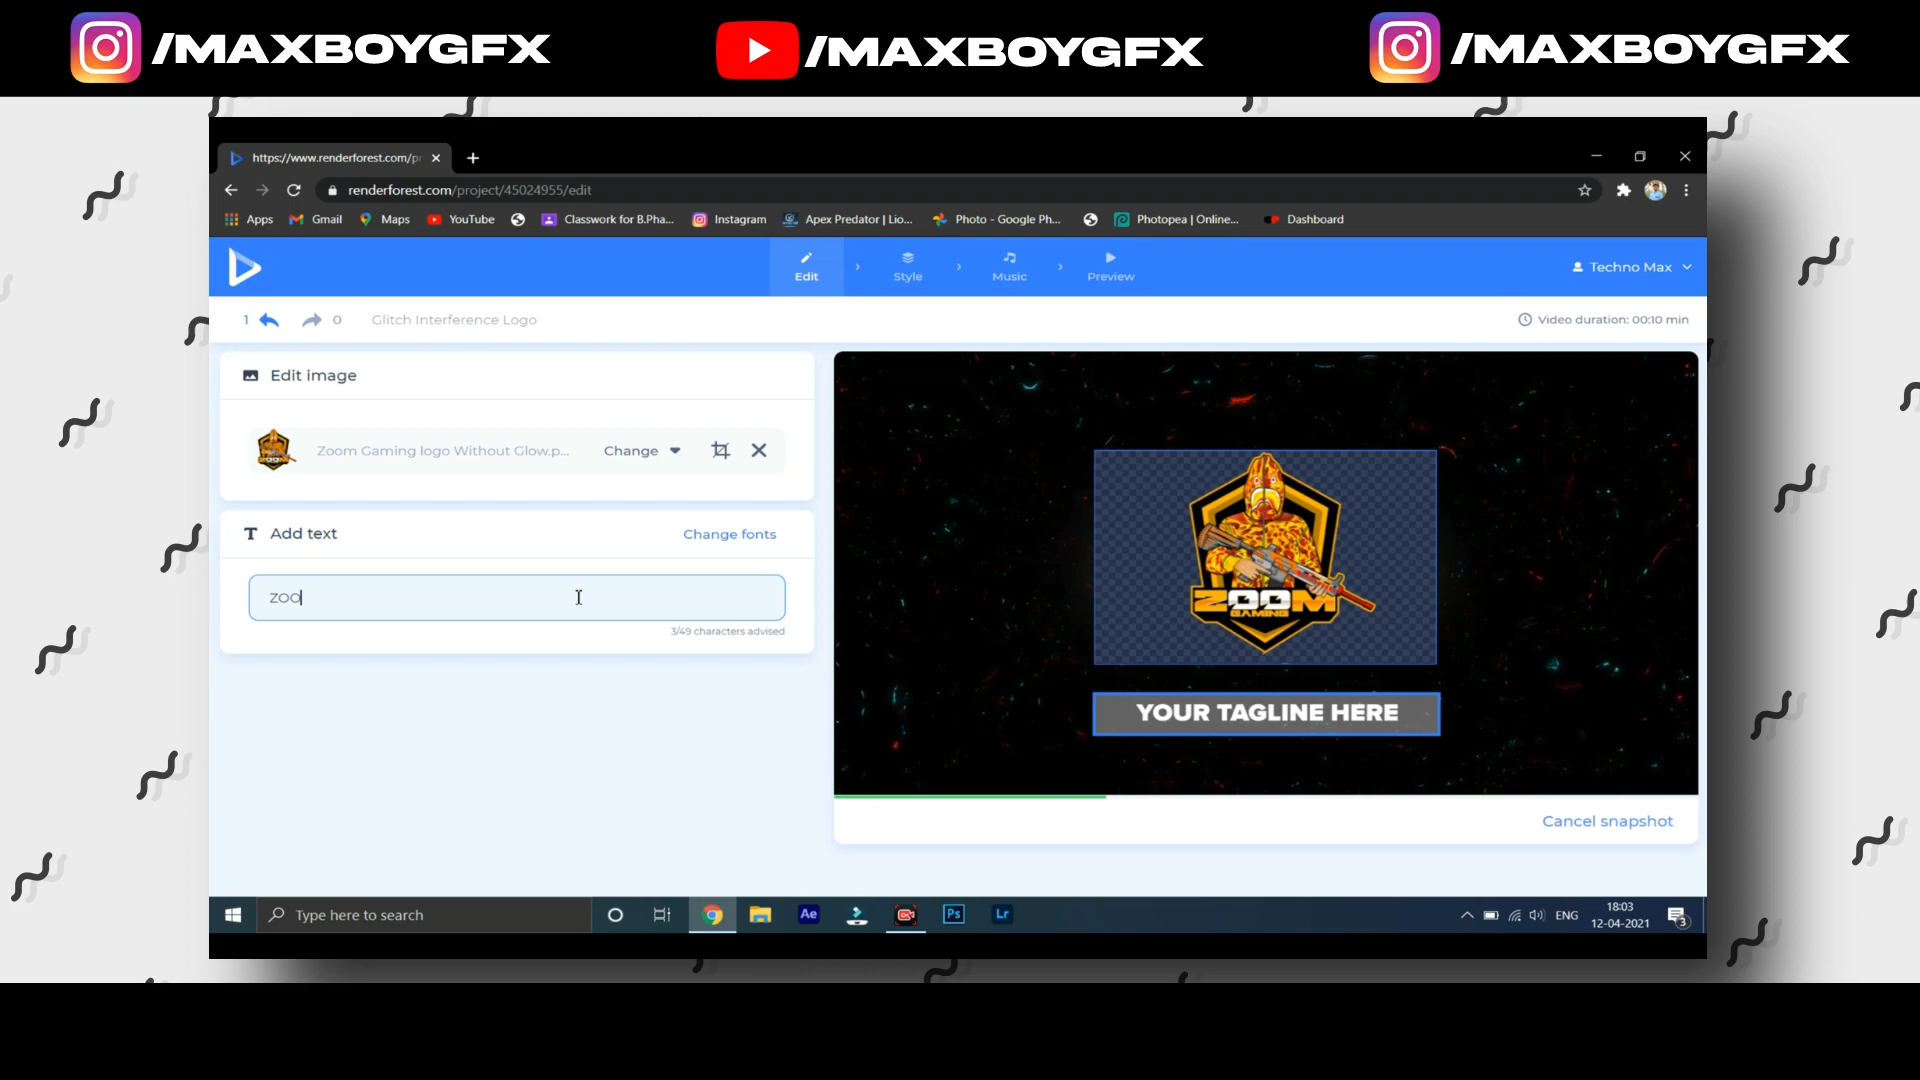 /MAXBOYGFX
/MAXBOYGFX
/MAXBOYGFX
https://www.renderforest.com/pr
renderforest.com/project/45024955/edit
Apps
Gmail
Maps
YouTube
Classwork for B.Pha...
Instagram
Apex Predator | Lio...
Photo - Google Ph...
Photopea | Online...
Dashboard
Edit
Style
Music
Preview
Techno Max
1
0
Glitch Interference Logo
Video duration: 00:10 min
Edit image
Zoom Gaming logo Without Glow.p...
Change
T Add text
Change fonts
ZOO
3/49 characters advised
ZOOM
GAMING
YOUR TAGLINE HERE
Cancel snapshot
Type here to search
Ae
Ps
Lr
ENG
18:03
12-04-2021
3